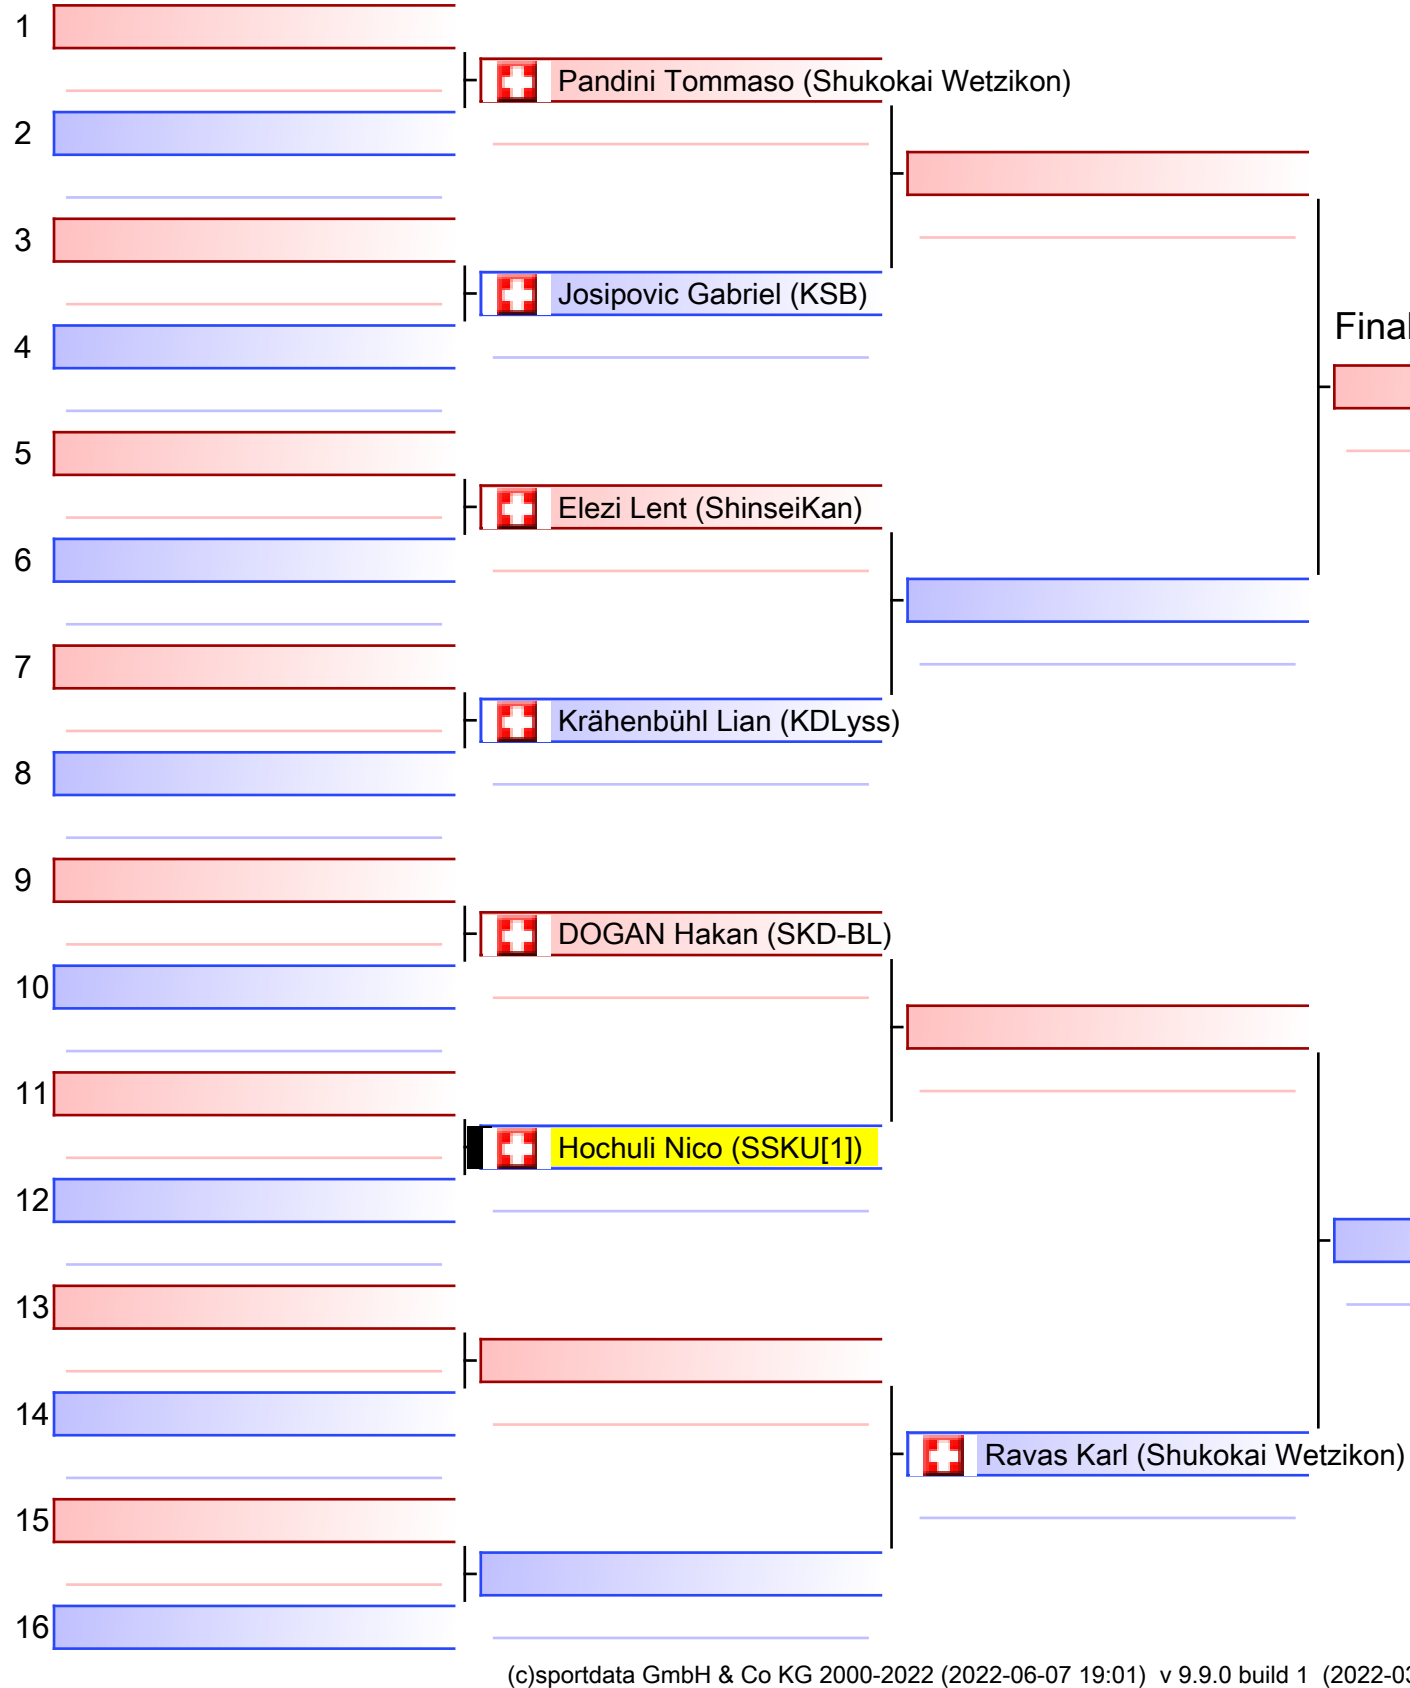 1
Pandini Tommaso (Shukokai Wetzikon)
2
3
Josipovic Gabriel (KSB)
4
Final
5
Elezi Lent (ShinseiKan)
6
7
Krähenbühl Lian (KDLyss)
8
9
DOGAN Hakan (SKD-BL)
10
11
Hochuli Nico (SSKU[1])
12
13
14
Ravas Karl (Shukokai Wetzikon)
15
16
(c)sportdata GmbH & Co KG 2000-2022 (2022-06-07 19:01) v 9.9.0 build 1 (2022-03